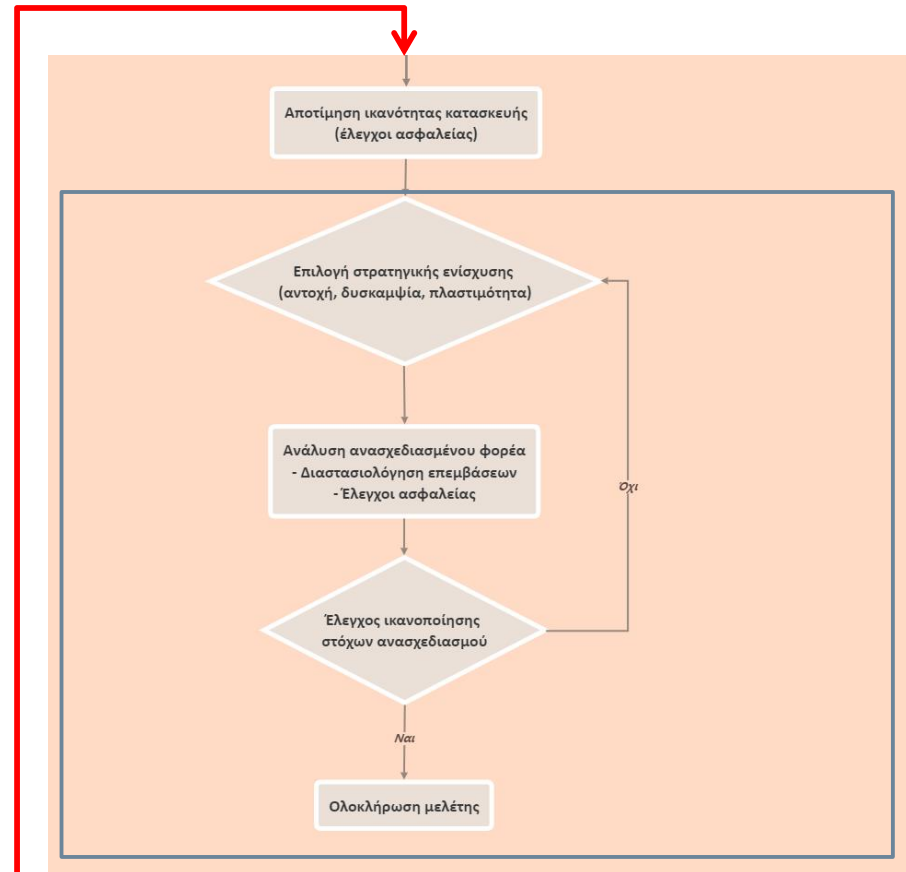 Αποτίμηση ικανότητας κατασκευής
(έλεγχοι ασφαλείας)
Επιλογή στρατηγικής ενίσχυσης
(αντοχή, δυσκαμψία, πλαστιμότητα)
Ανάλυση ανασχεδιασμένου φορέα
- Διαστασιολόγηση επεμβάσεων
- Έλεγχοι ασφαλείας
Όχι
Έλεγχος ικανοποίησης
στόχων ανασχεδιασμού
Ναι
Ολοκλήρωση μελέτης